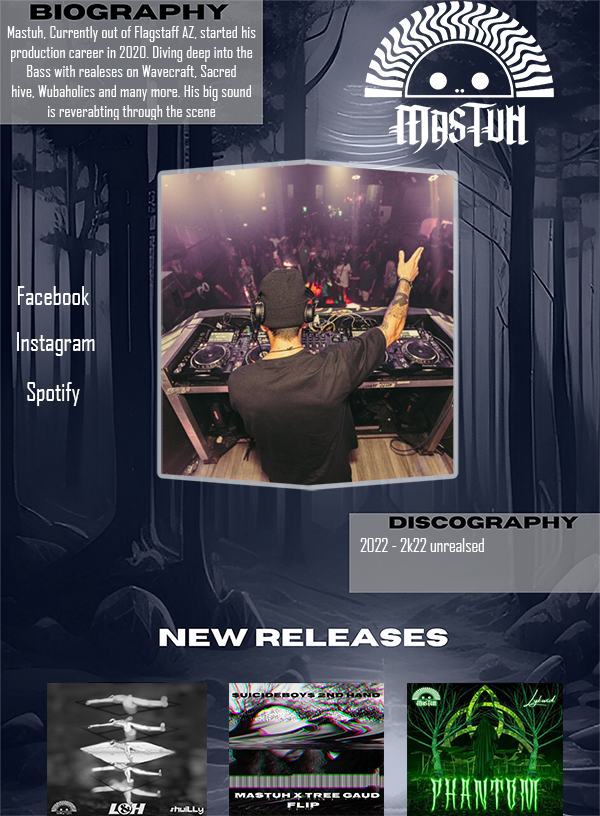 BIOGRAPHY
Mastuh, Currently out of Flagstaff AZ, started his
production career in 2020. Diving deep into the
Bass with realeses on Wavecraft, Sacred
hive, Wubaholics and many more. His big sound
is reverabting through the scene
MASTUH
Facebook
Instagram
Spotify
DISCOGRAPHY
2022 - 2k22 unrealsed
NEW RELEASES
L&H
shuiLLy
SUICIDEBOYS 2ND HAND
MASTUH X TREE GAUD
FLIP
MASTUH
PHANTOM